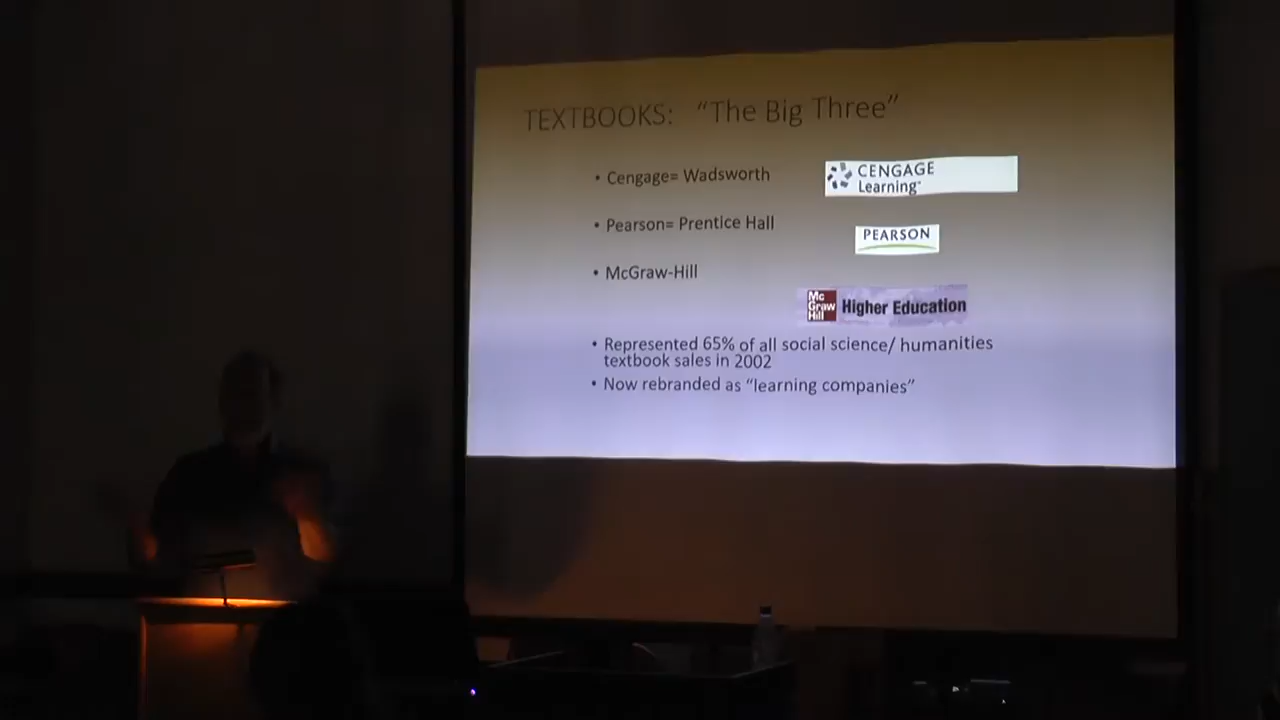 TEXTBOOKS: “The Big Three”
• Cengage= Wadsworth
CENGAGE
Learning™
• Pearson= Prentice Hall
PEARSON
• McGraw-Hill
Mc
Graw
Hill
Higher Education
• Represented 65% of all social science/ humanities
textbook sales in 2002
• Now rebranded as “learning companies”